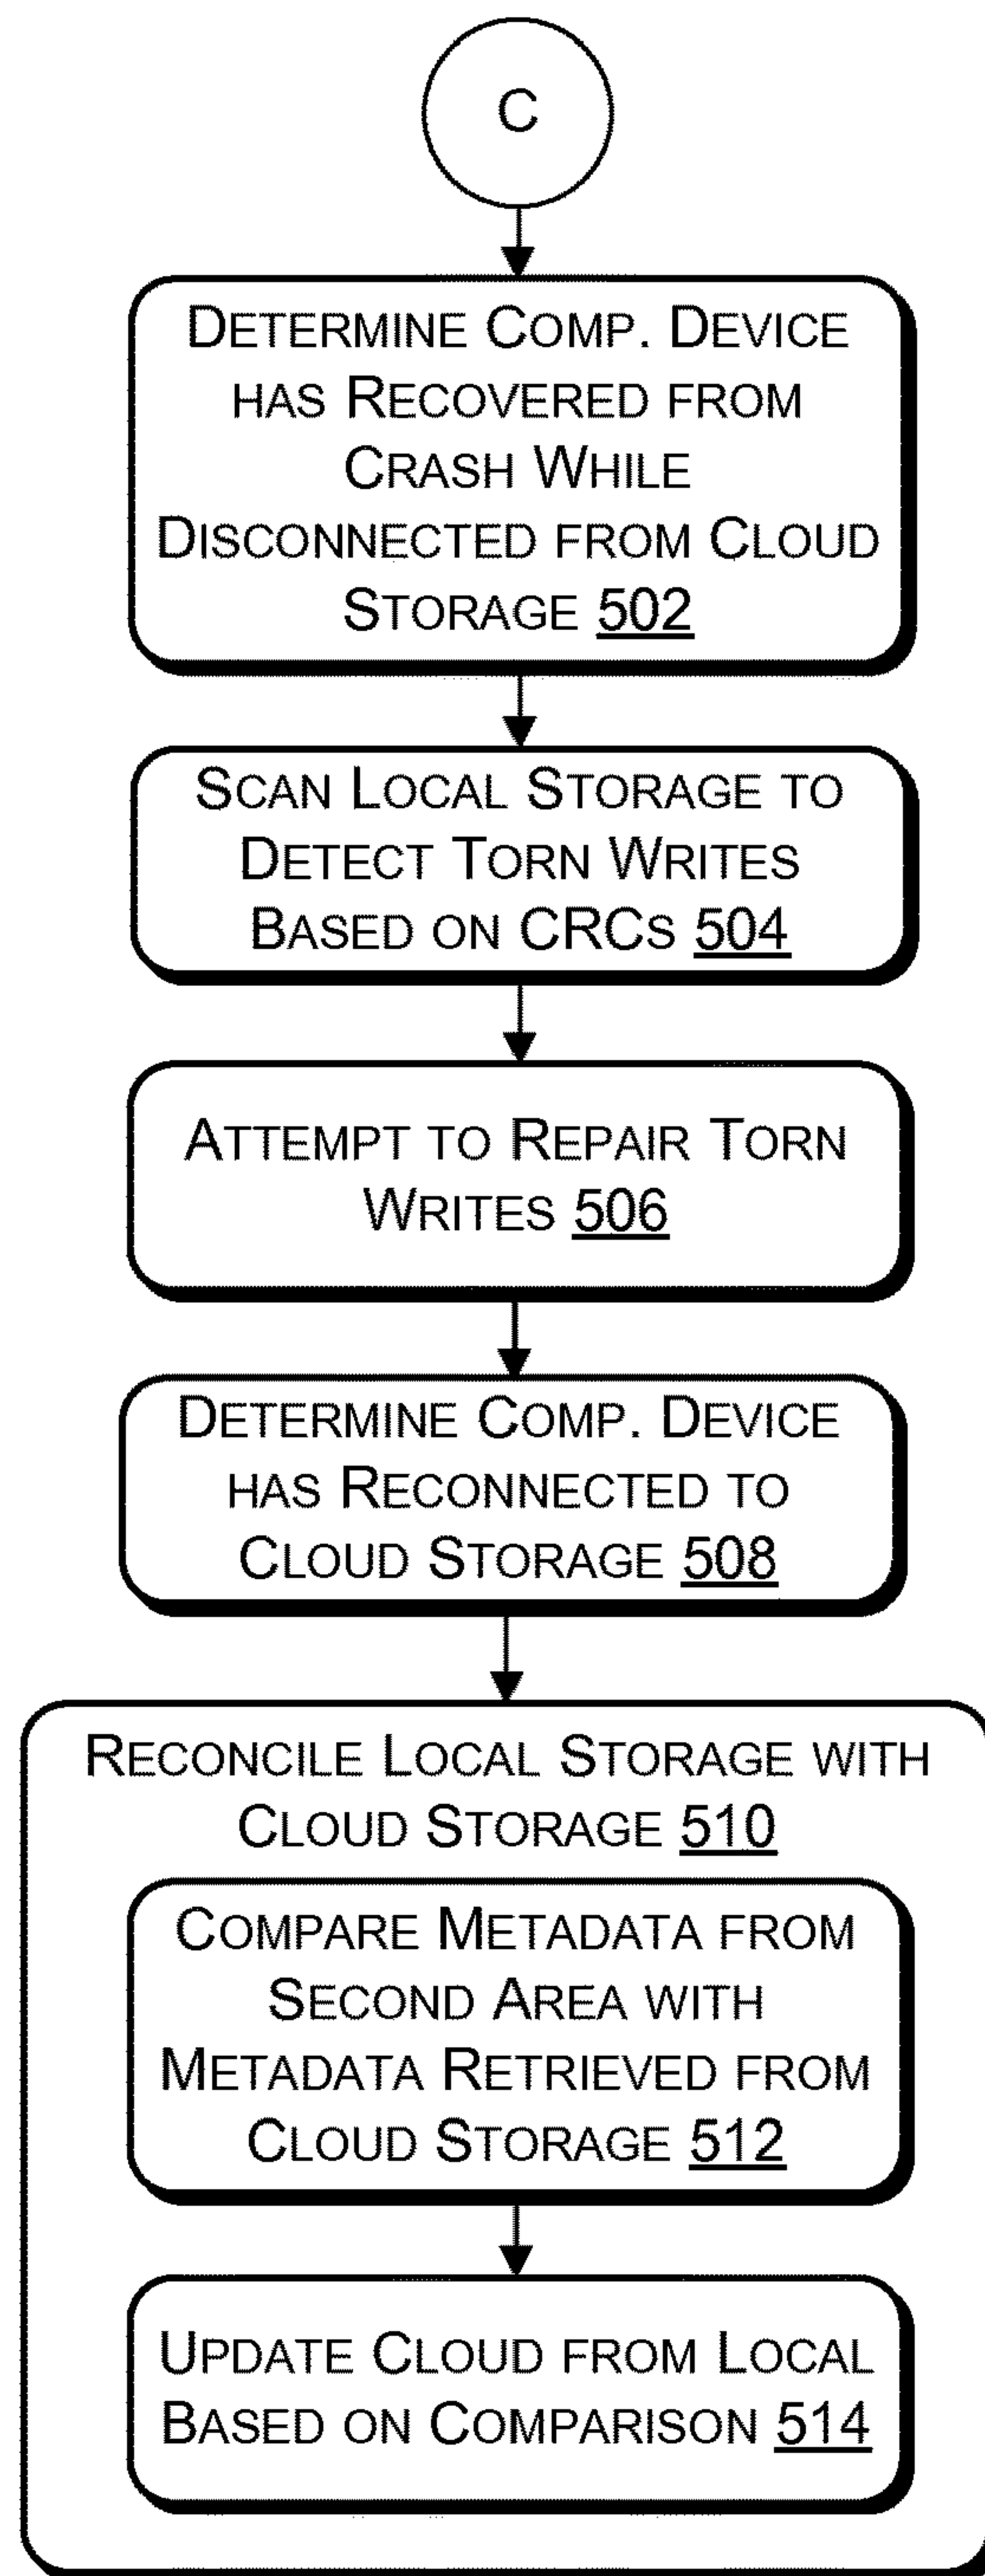 C
DETERMINE COMP. DEVICE
HAS RECOVERED FROM
CRASH WHILE
DISCONNECTED FROM CLOUD
STORAGE 502
SCAN LOCAL STORAGE TO
DETECT TORN WRITES
BASED ON CRCS 504
ATTEMPT TO REPAIR TORN
WRITES 506
DETERMINE COMP. DEVICE
HAS RECONNECTED TO
CLOUD STORAGE 508
RECONCILE LOCAL STORAGE WITH
CLOUD STORAGE 510
COMPARE METADATA FROM
SECOND AREA WITH
METADATA RETRIEVED FROM
CLOUD STORAGE 512
UPDATE CLOUD FROM LOCAL
BASED ON COMPARISON 514